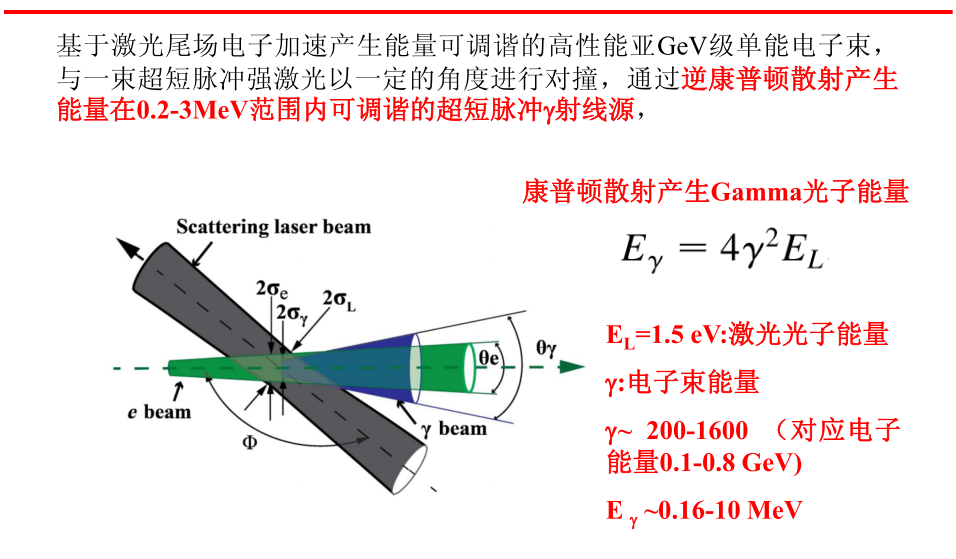 基于激光尾场电子加速产生能量可调谐的高性能亚GeV级单能电子束，
与一束超短脉冲强激光以一定的角度进行对撞，通过逆康普顿散射产生
能量在0.2-3MeV范围内可调谐的超短脉冲γ射线源，
康普顿散射产生Gamma光子能量
E_γ = 4γ²E_L
Scattering laser beam
2σe
2σγ
2σL
θe
θγ
e beam
γ beam
Φ
E_L=1.5 eV:激光光子能量
γ:电子束能量
γ~ 200-1600 （对应电子
能量0.1-0.8 GeV)
E γ ~0.16-10 MeV